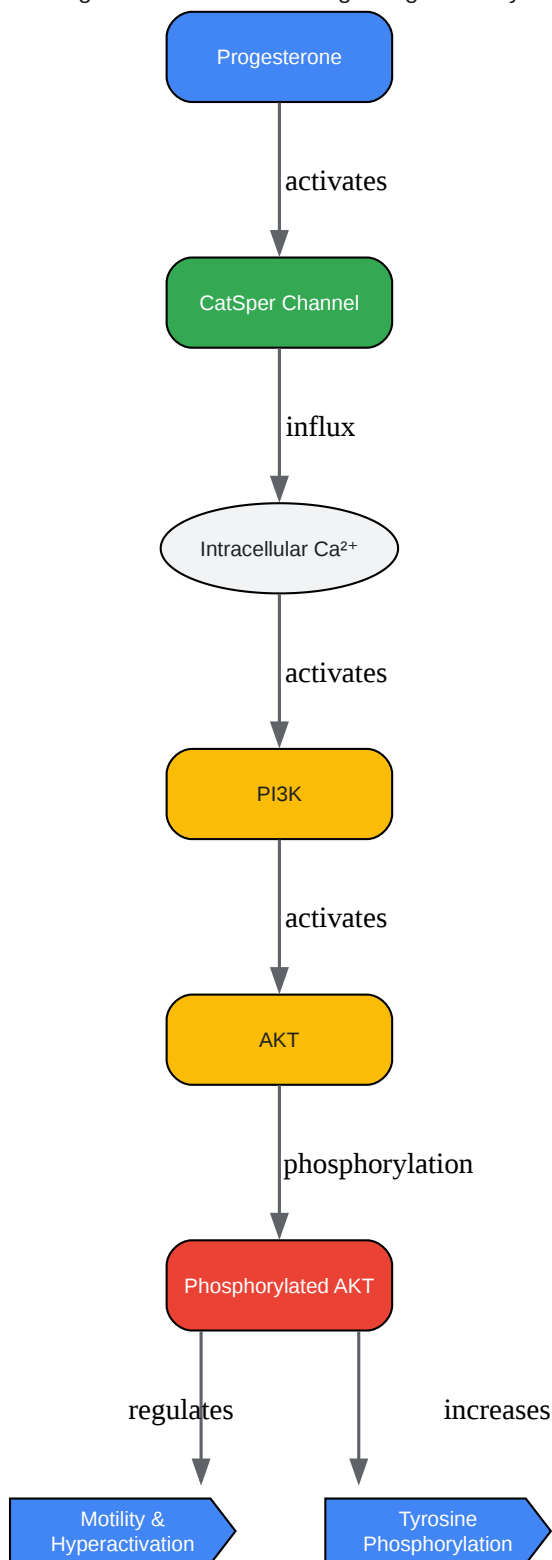 Progesterone
activates
CatSper Channel
influx
Intracellular Ca²⁺
activates
PI3K
activates
AKT
phosphorylation
Phosphorylated AKT
regulates
increases
Motility &
Hyperactivation
Tyrosine
Phosphorylation